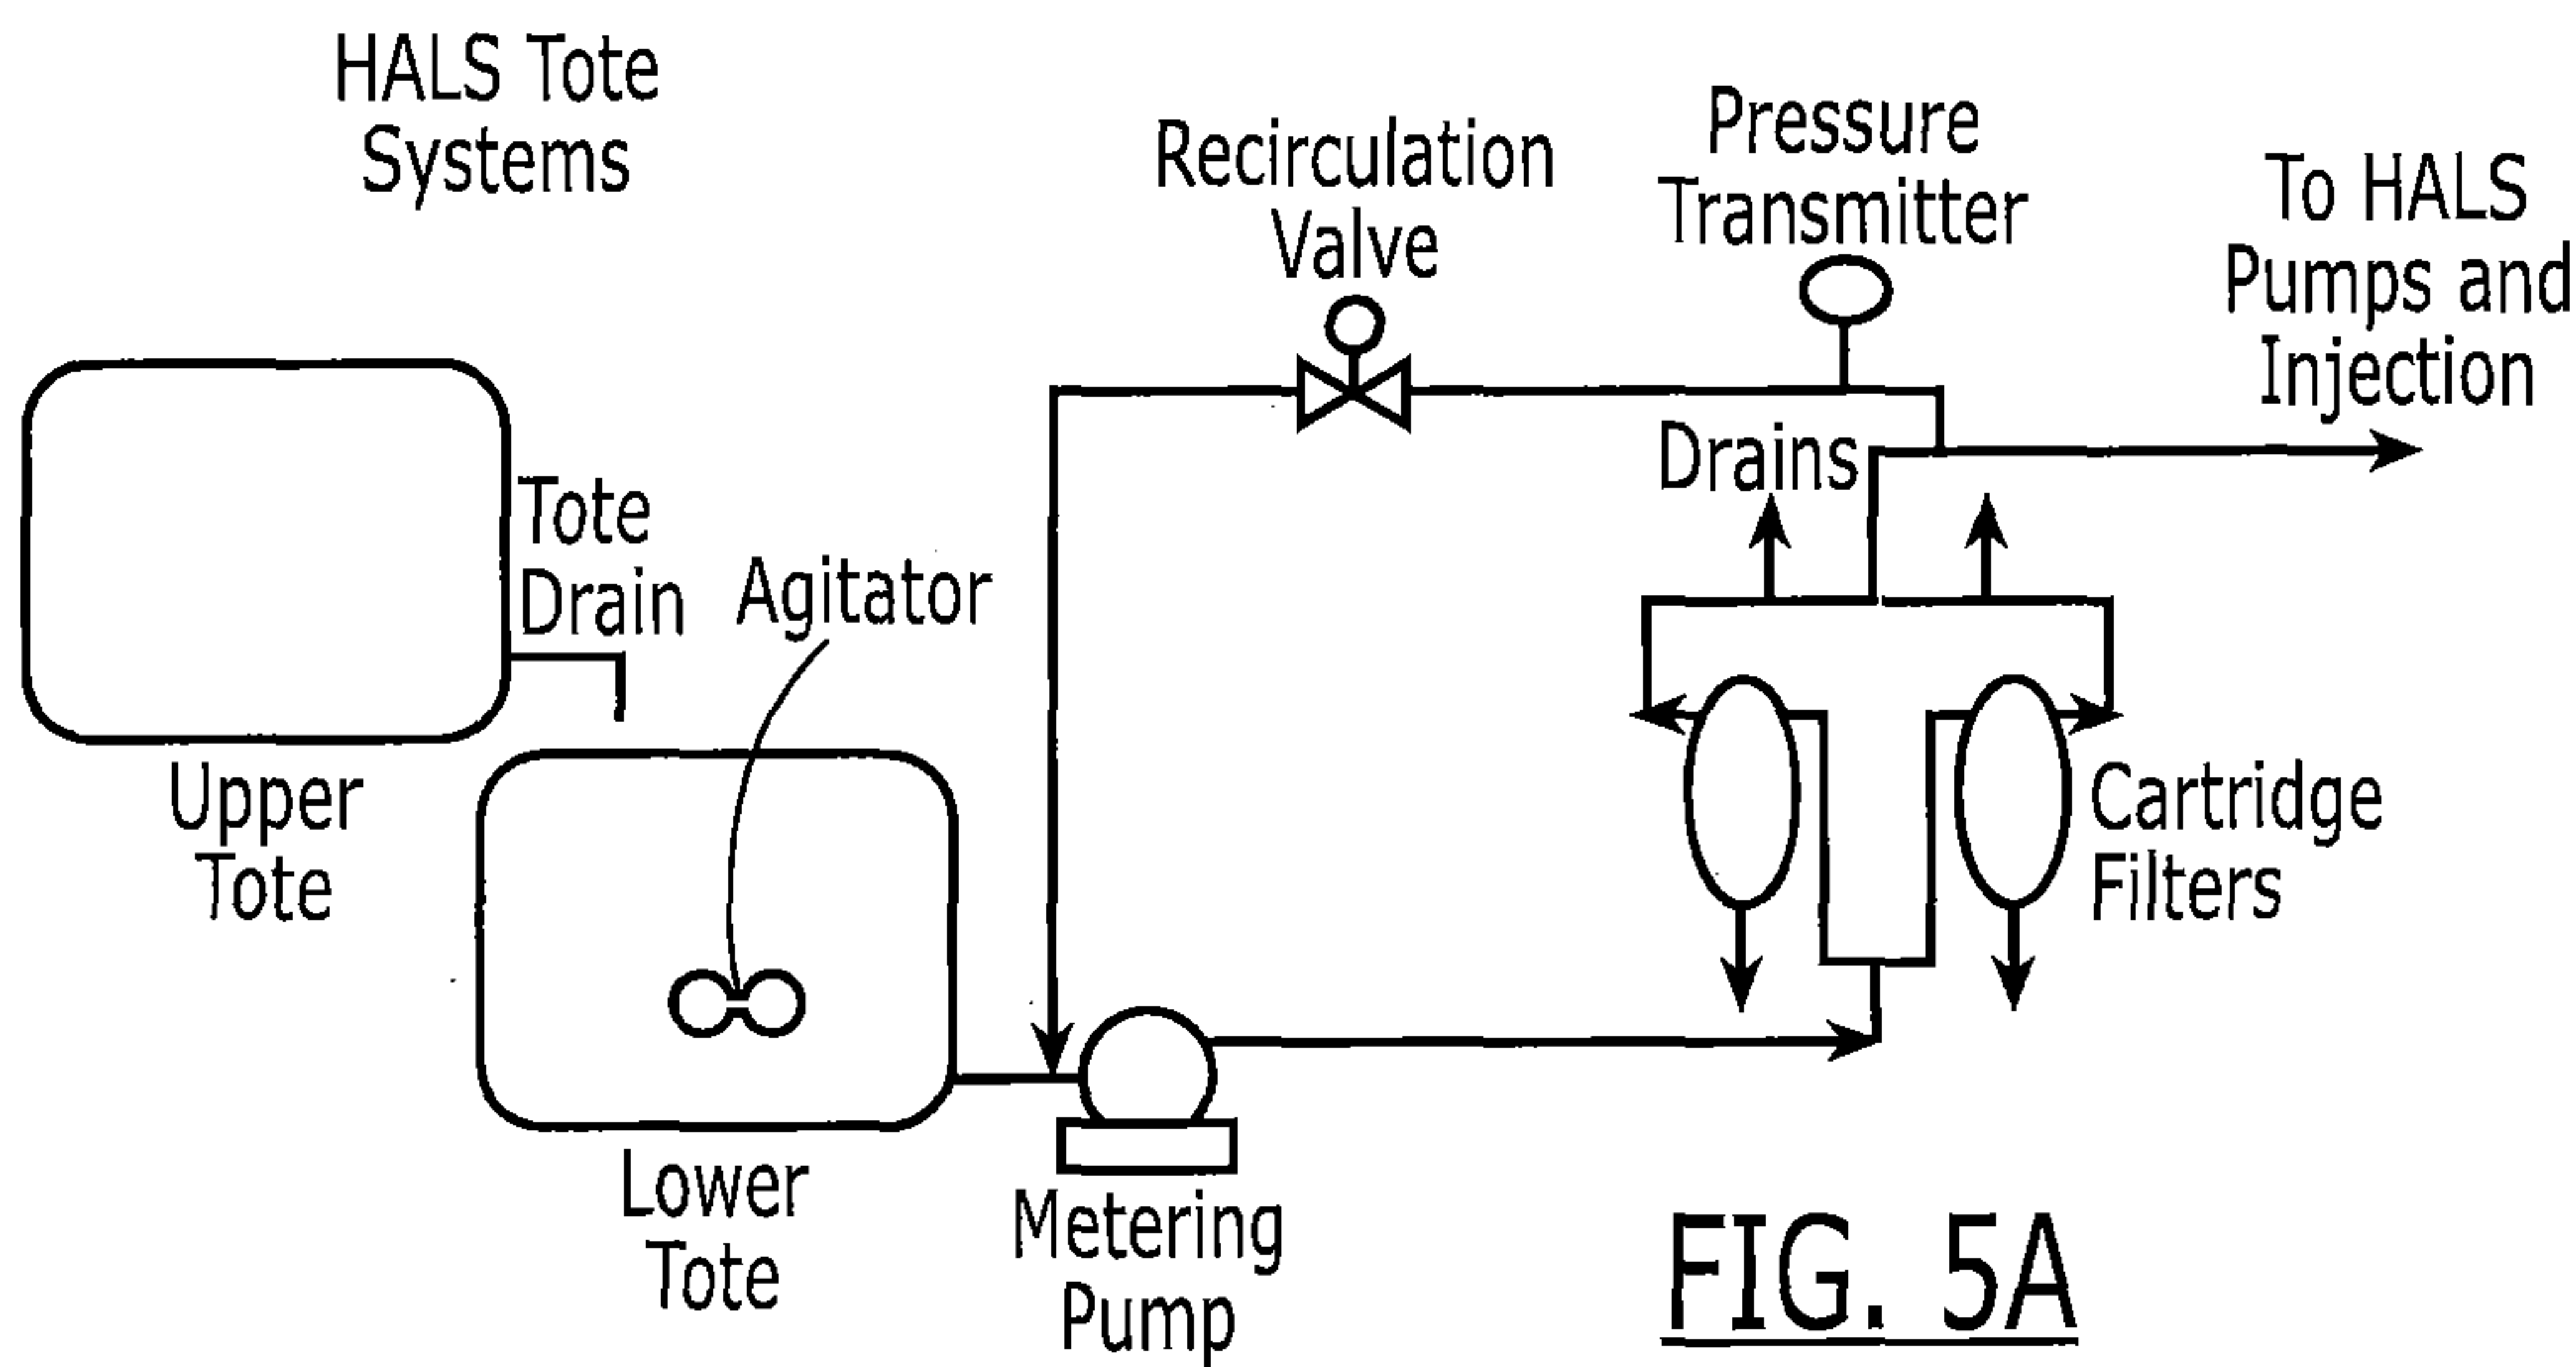 HALS Tote
Systems
Recirculation
Valve
Pressure
Transmitter
To HALS
Pumps and
Injection
Drains
Tote
Drain
Agitator
Upper
Tote
Cartridge
Filters
Lower
Tote
Metering
Pump
FIG. 5A